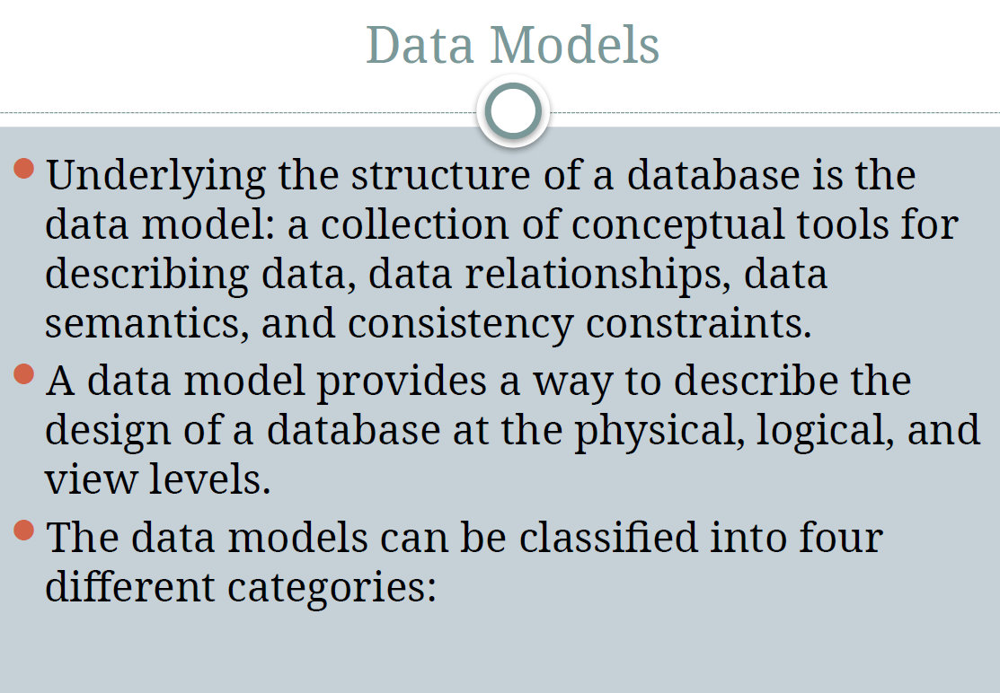 Data Models
Underlying the structure of a database is the
data model: a collection of conceptual tools for
describing data, data relationships, data
semantics, and consistency constraints.
A data model provides a way to describe the
design of a database at the physical, logical, and
view levels.
The data models can be classified into four
different categories: